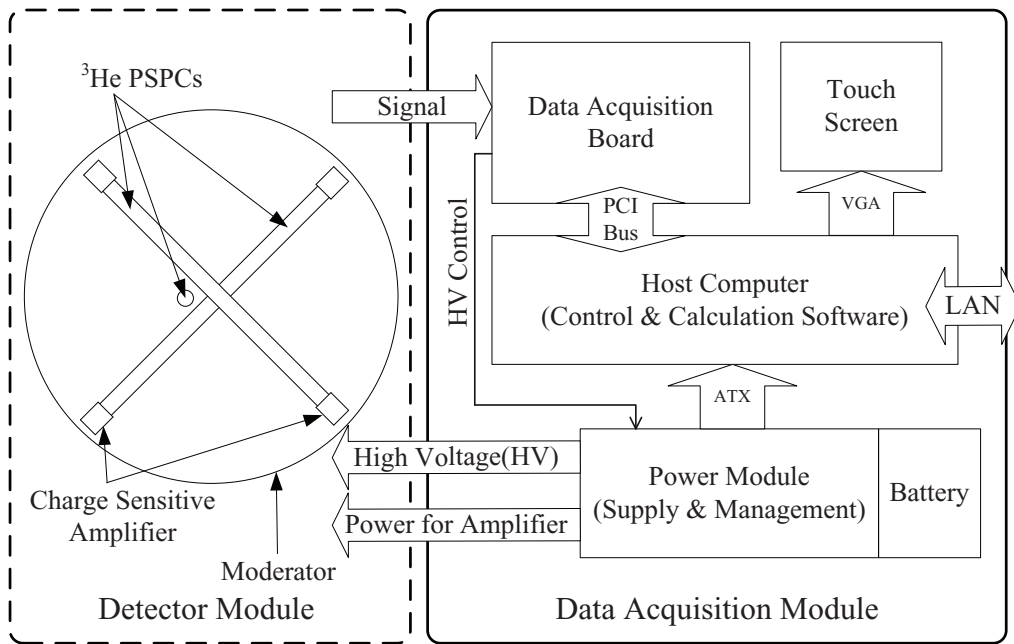 ³He PSPCs
Charge Sensitive
Amplifier
Moderator
Detector Module
Signal
Data Acquisition
Board
Touch
Screen
HV Control
PCI
Bus
VGA
Host Computer
(Control & Calculation Software)
LAN
ATX
High Voltage(HV)
Power for Amplifier
Power Module
(Supply & Management)
Battery
Data Acquisition Module